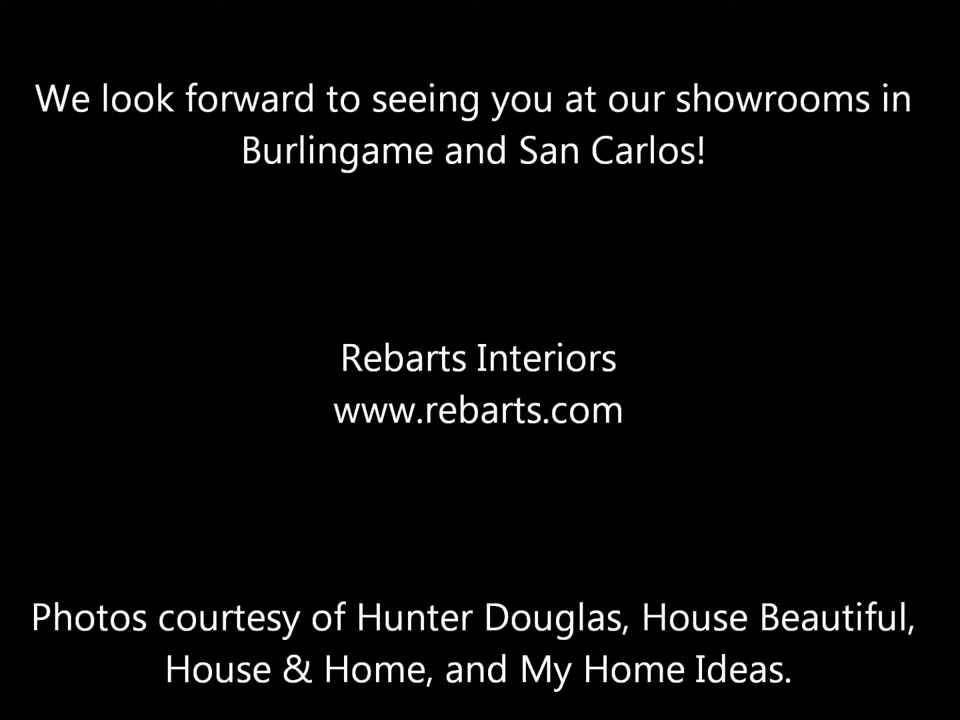 We look forward to seeing you at our showrooms in
Burlingame and San Carlos!
Rebarts Interiors
www.rebarts.com
Photos courtesy of Hunter Douglas, House Beautiful,
House & Home, and My Home Ideas.